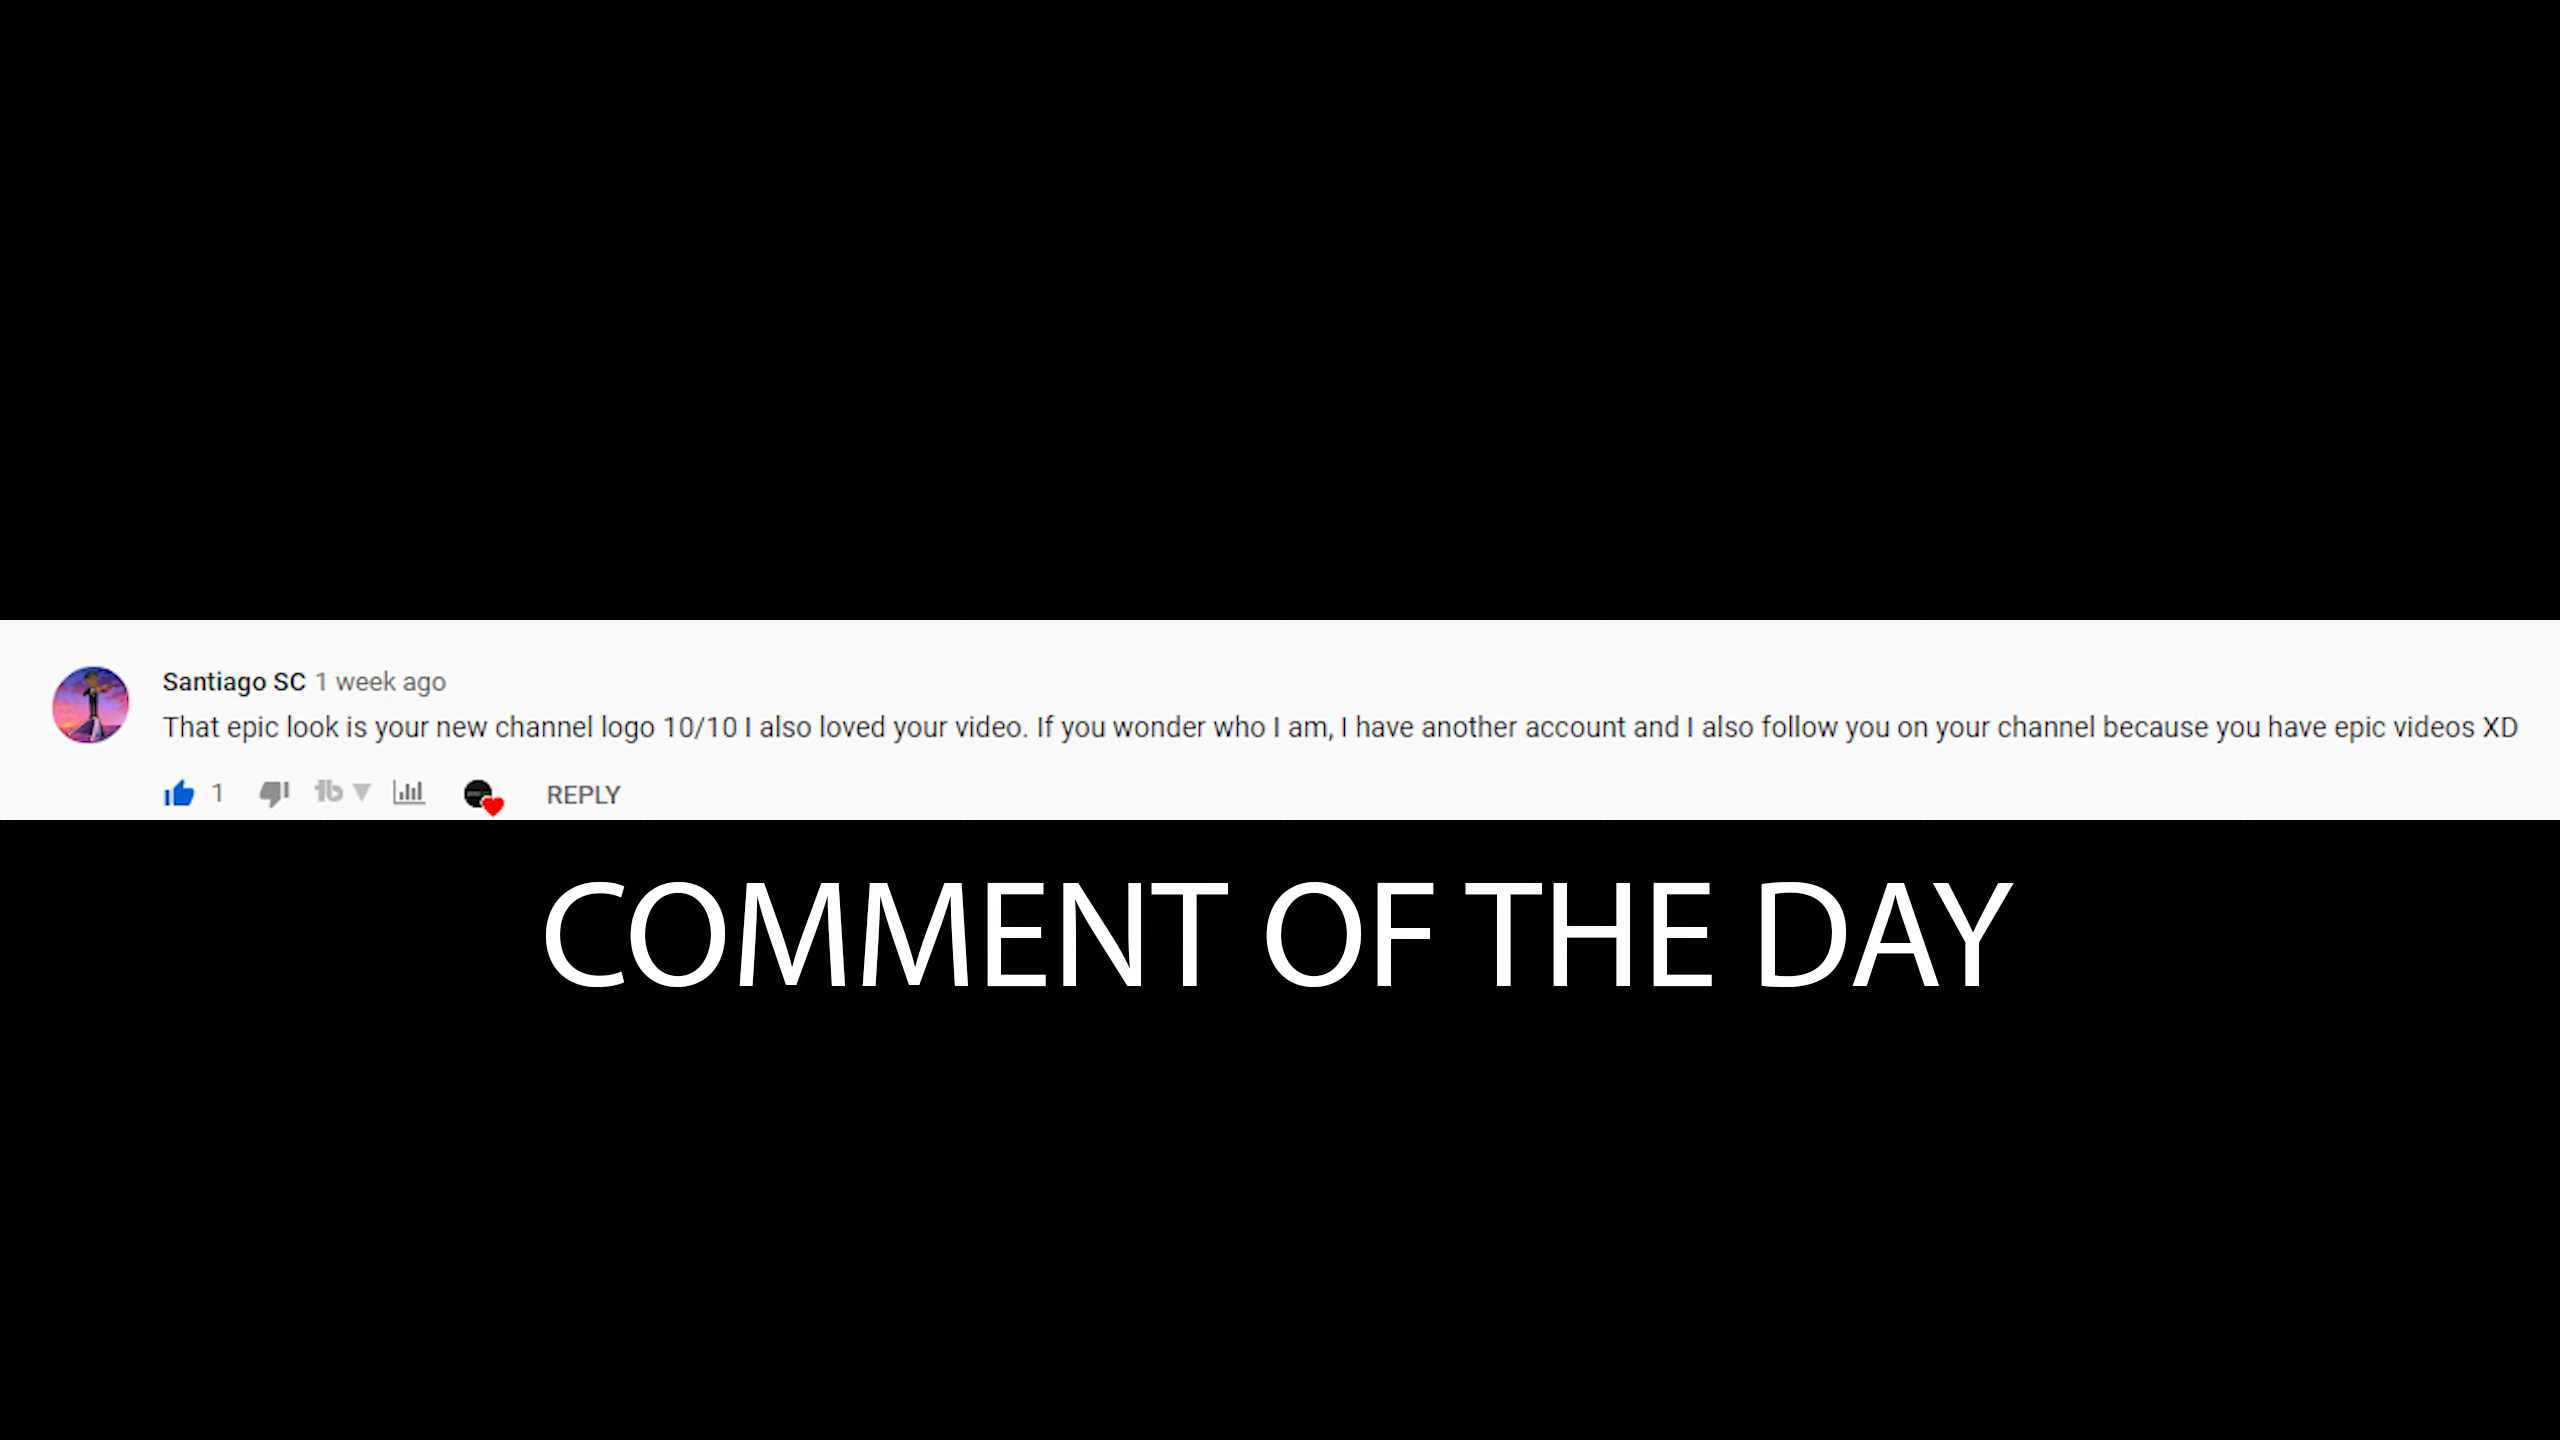 Santiago SC 1 week ago
That epic look is your new channel logo 10/10 I also loved your video. If you wonder who I am, I have another account and I also follow you on your channel because you have epic videos XD
1 REPLY
COMMENT OF THE DAY